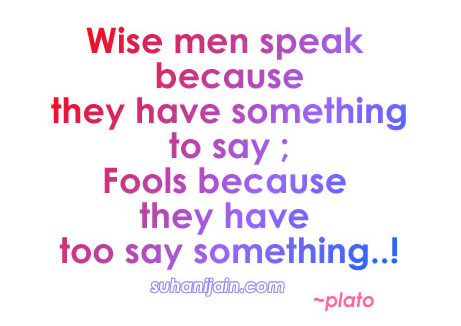 Wise men speak
because
they have something
to say ;
Fools because
they have
too say something..!
suhanijain.com
~plato